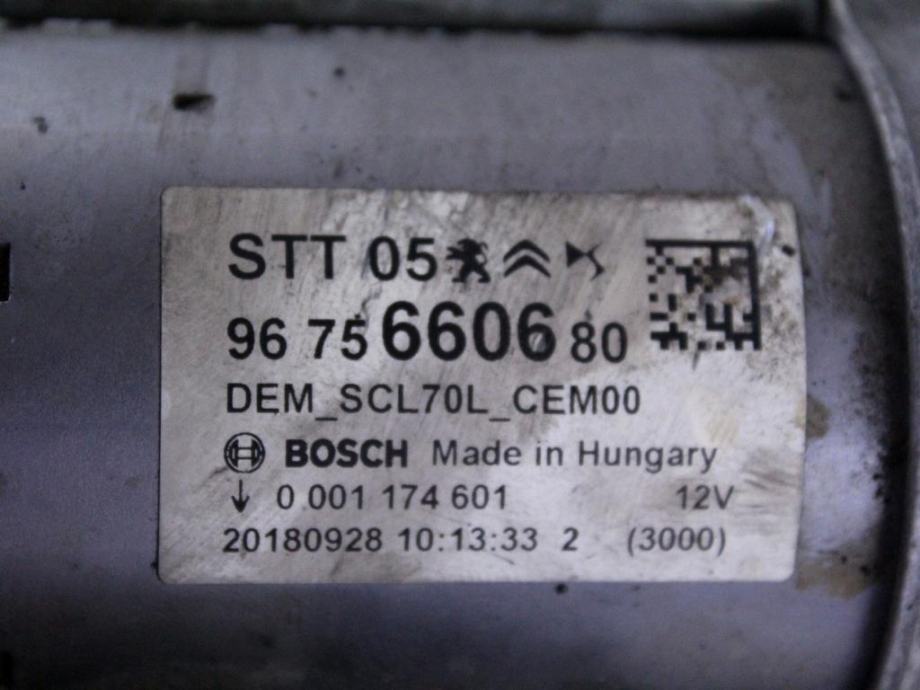 STT 05
96 75 6606 80
DEM_SCL70L_CEM00
BOSCH Made in Hungary
0 001 174 601 12V
20180928 10:13:33 2 (3000)